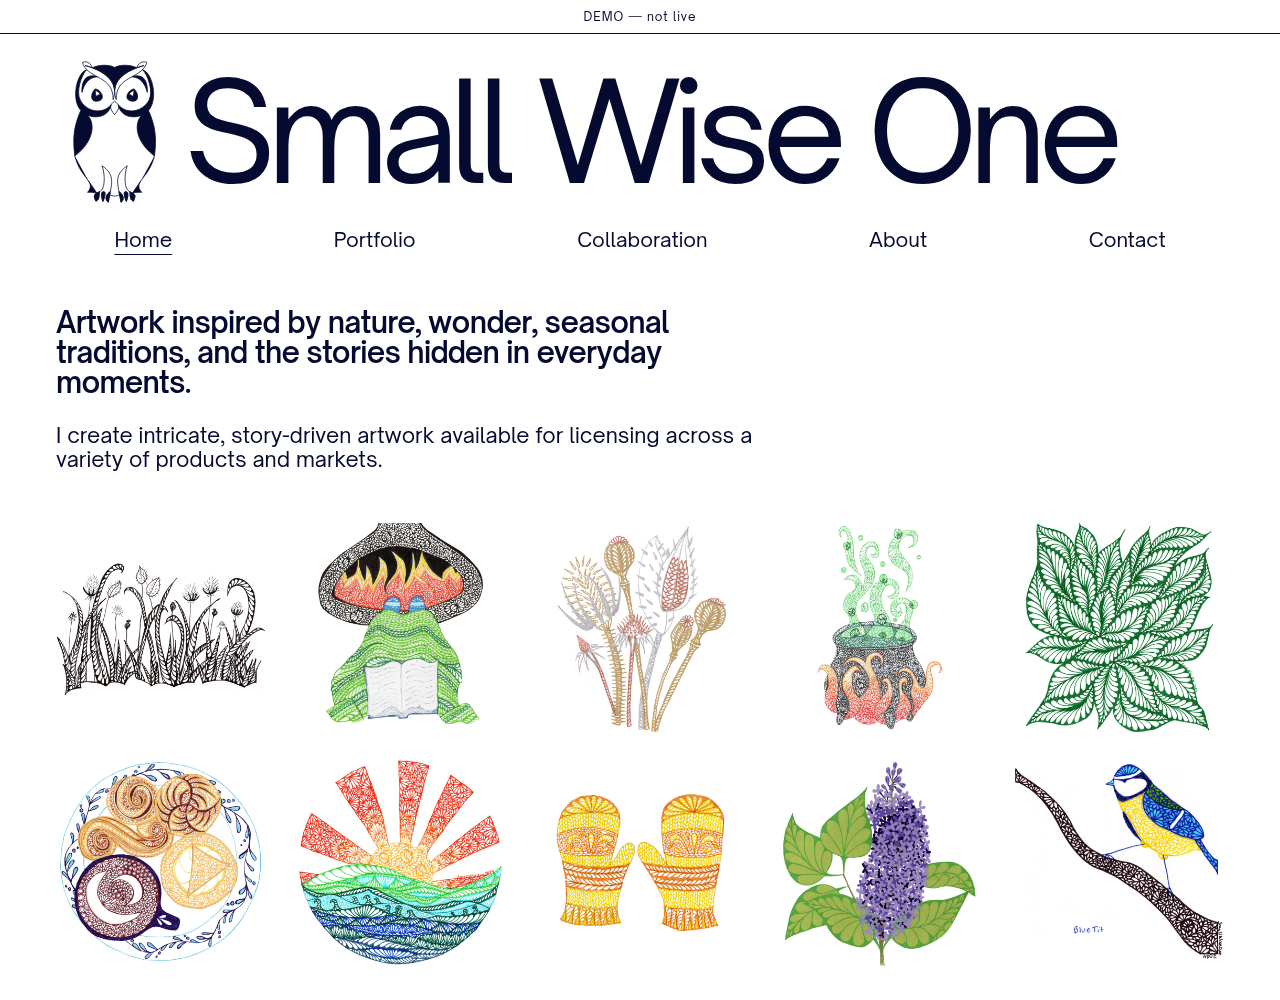 DEMO — not live
Small Wise One
Home Portfolio Collaboration About Contact
Artwork inspired by nature, wonder, seasonal
traditions, and the stories hidden in everyday
moments.
I create intricate, story-driven artwork available for licensing across a
variety of products and markets.
Blue Tit